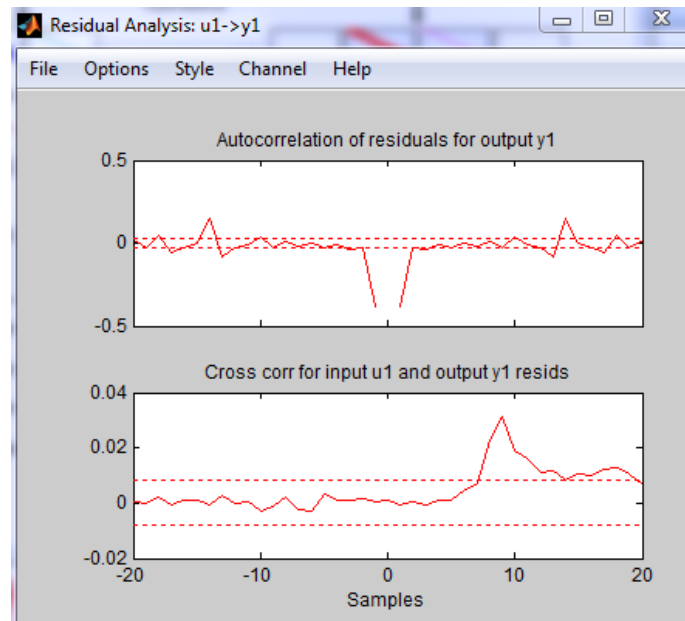 Residual Analysis: u1->y1
File Options Style Channel Help
Autocorrelation of residuals for output y1
0.5
0
-0.5
Cross corr for input u1 and output y1 resids
0.04
0.02
0
-0.02
-20 -10 0 10 20
Samples